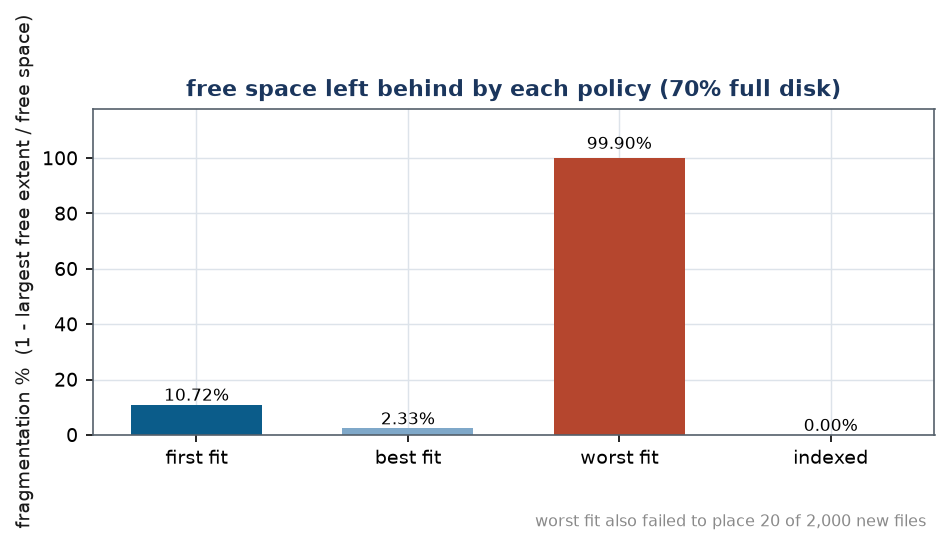 free space left behind by each policy (70% full disk)
fragmentation % (1 - largest free extent / free space)
100
80
60
40
20
0
10.72%
2.33%
99.90%
0.00%
first fit
best fit
worst fit
indexed
worst fit also failed to place 20 of 2,000 new files